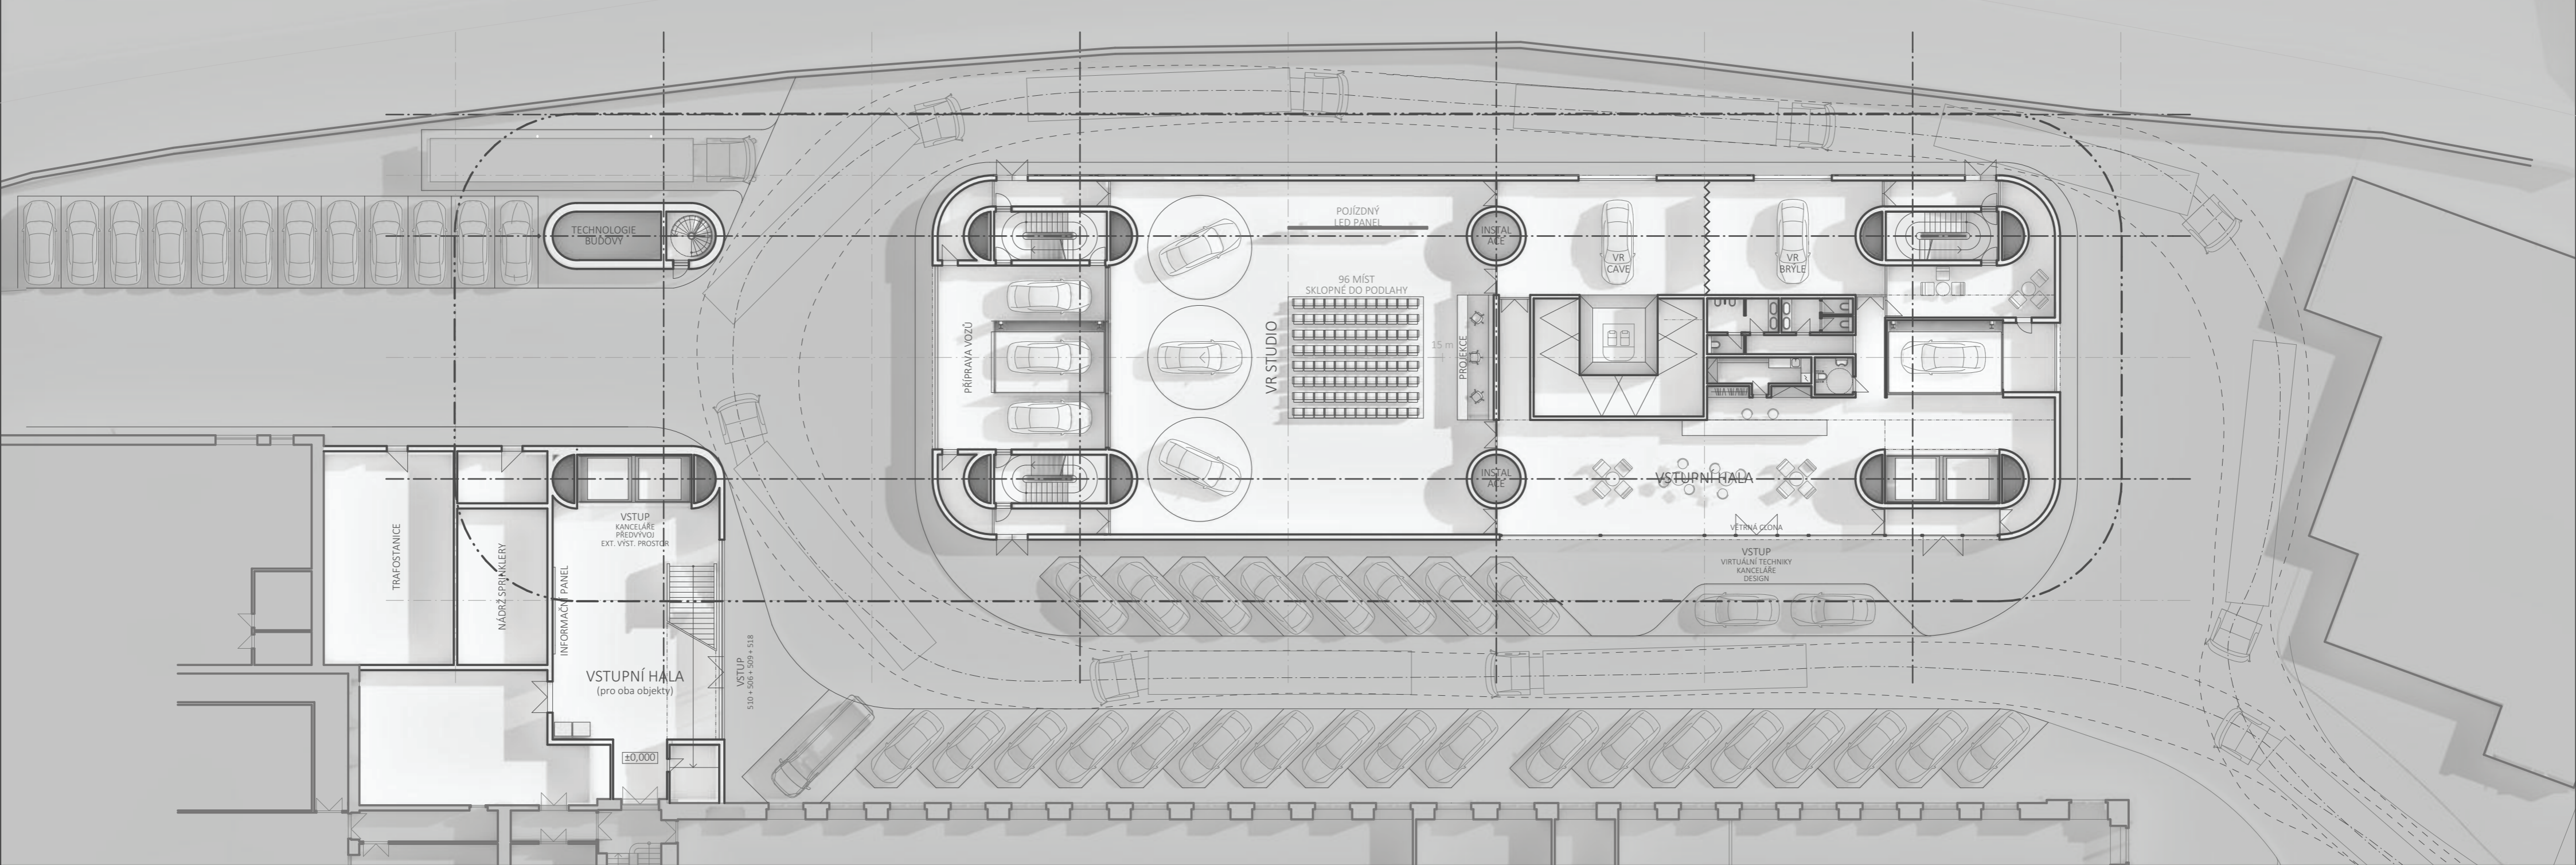 TECHNOLOGIE
BUDOVY
POJÍZDNÝ
LED PANEL
INSTAL
ACE
VR
CAVE
VR
BRÝLE
96 MÍST
SKLOPNÉ DO PODLAHY
PŘÍPRAVA VOZŮ
VR STUDIO
15 m
PROJEKCE
INSTAL
ACE
VSTUPNÍ HALA
VĚTRNÁ CLONA
VSTUP
VIRTUÁLNÍ TECHNIKY
KANCELÁŘE
DESIGN
TRAFOSTANICE
NÁDRŽ SPRINKLERY
INFORMAČNÍ PANEL
VSTUP
KANCELÁŘE
PŘEDVÝVOJ
EXT. VÝST. PROSTOR
VSTUPNÍ HALA
(pro oba objekty)
VSTUP
510 + 506 + 509 + 518
±0,000